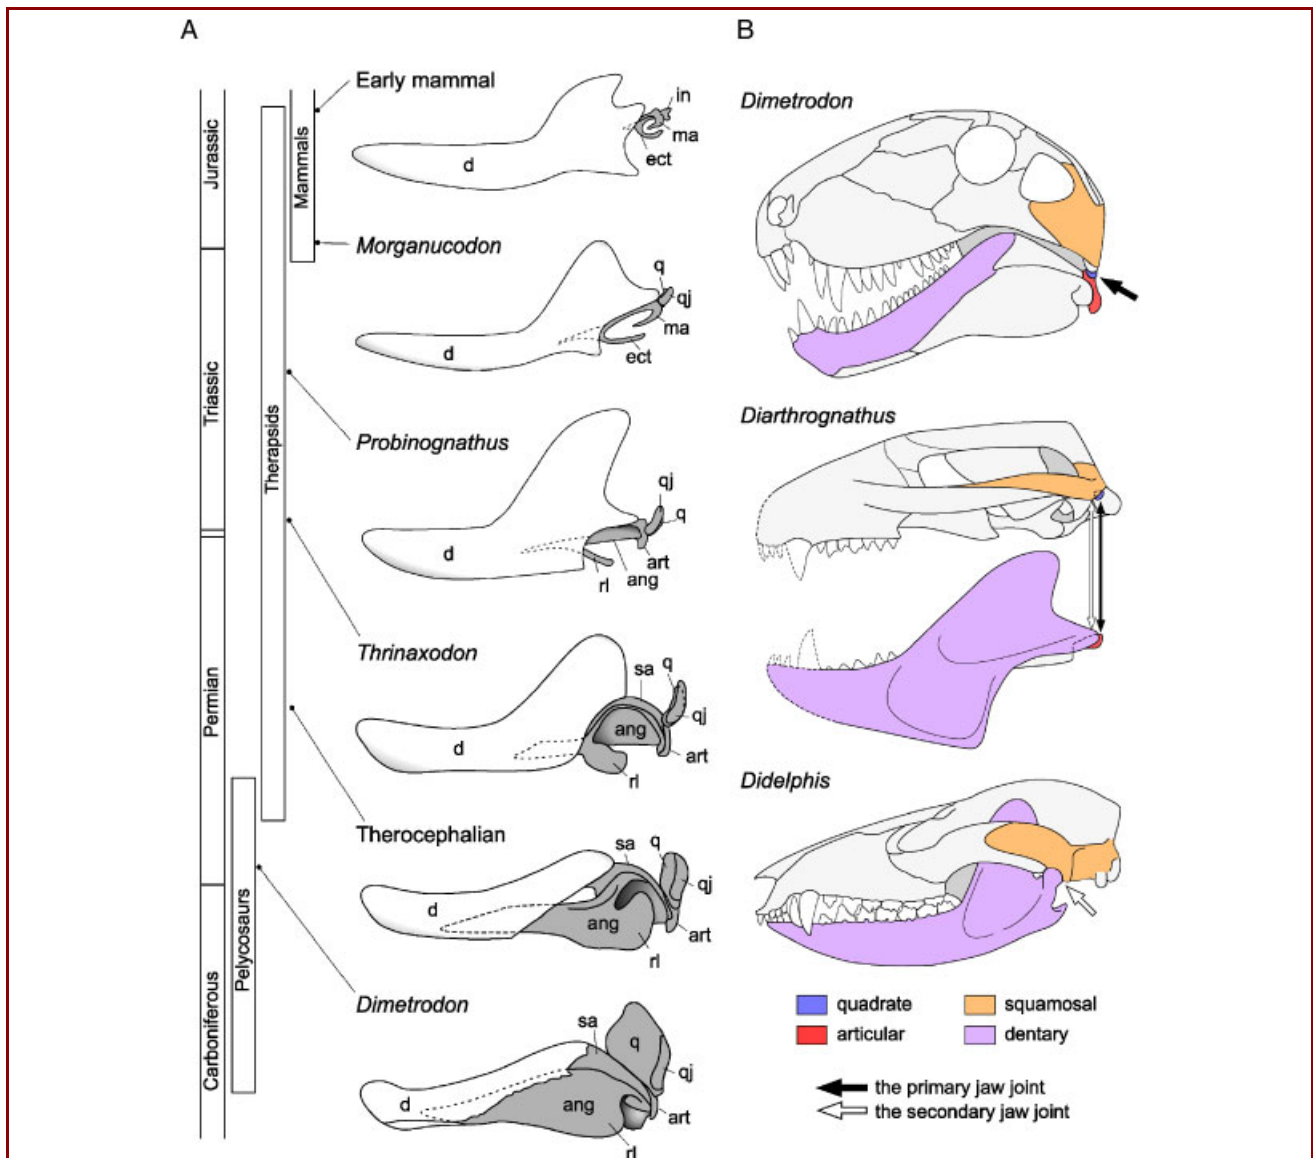 A
Jurassic
Triassic
Permian
Carboniferous
Mammals
Therapsids
Pelycosaurs
Early mammal
d
in
ma
ect
Morganucodon
d
q
qj
ma
ect
Probinognathus
d
qj
q
art
ang
rl
Thrinaxodon
d
sa
q
qj
ang
art
rl
Therocephalian
d
sa
q
qj
ang
art
rl
Dimetrodon
d
sa
q
qj
ang
art
rl
B
Dimetrodon
Diarthrognathus
Didelphis
quadrate
squamosal
articular
dentary
the primary jaw joint
the secondary jaw joint